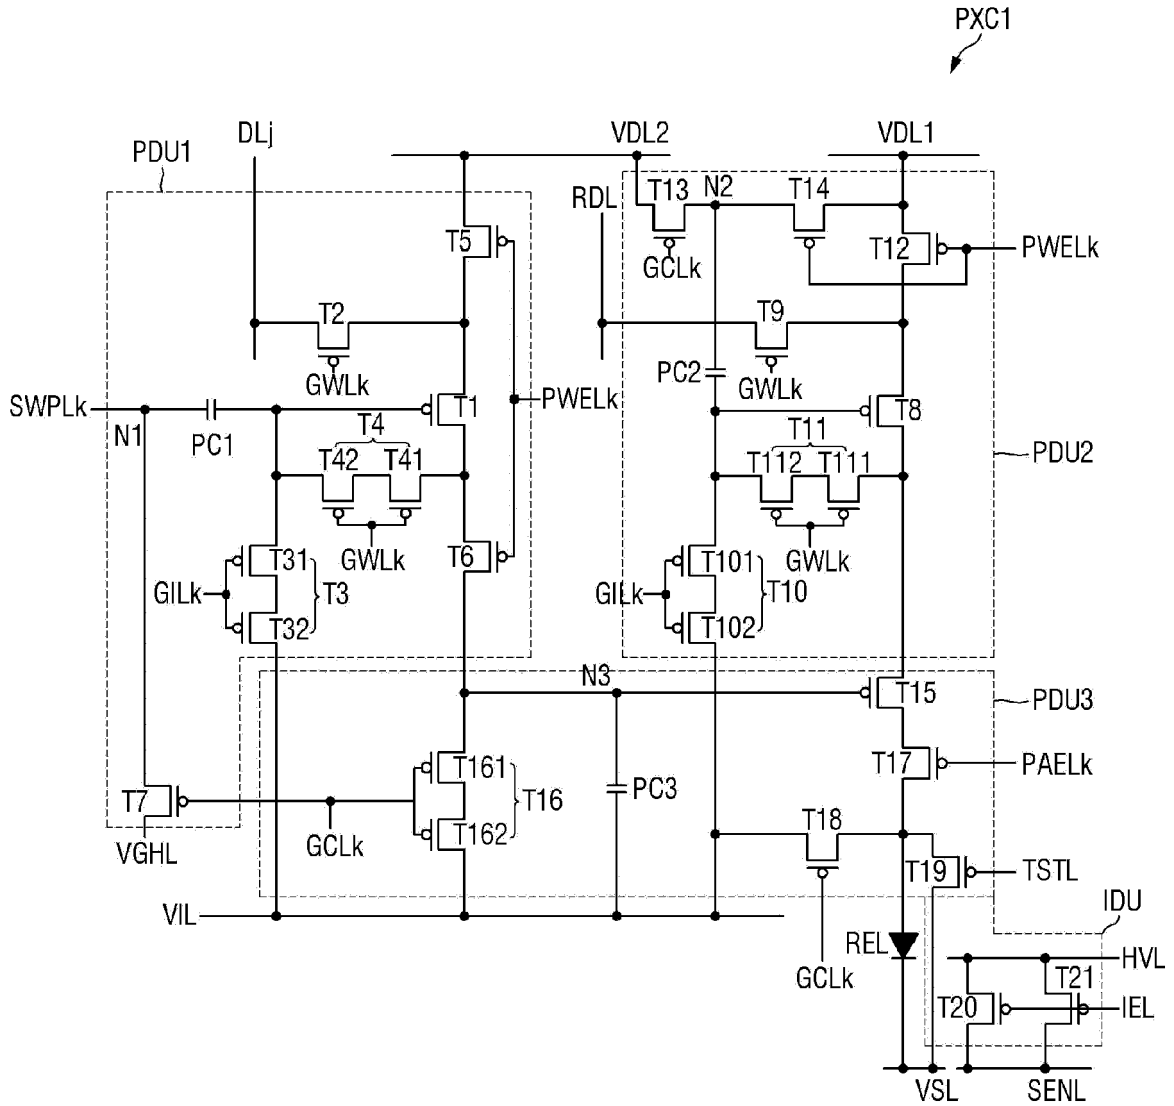 PXC1
DLj
VDL2
VDL1
PDU1
RDL
T13
N2
T14
T5
T12
PWELk
GCLk
T2
T9
GWLk
PC2
GWLk
SWPLk
T1
PWELk
T8
N1
PC1
T4
T11
T42
T41
T112
T111
PDU2
GWLk
T6
GWLk
T31
T101
GILk
T3
GILk
T10
T32
T102
N3
T15
PDU3
T161
T17
PAELk
T7
T16
PC3
T162
T18
VGHL
GCLk
T19
TSTL
VIL
IDU
REL
HVL
GCLk
T21
T20
IEL
VSL
SENL